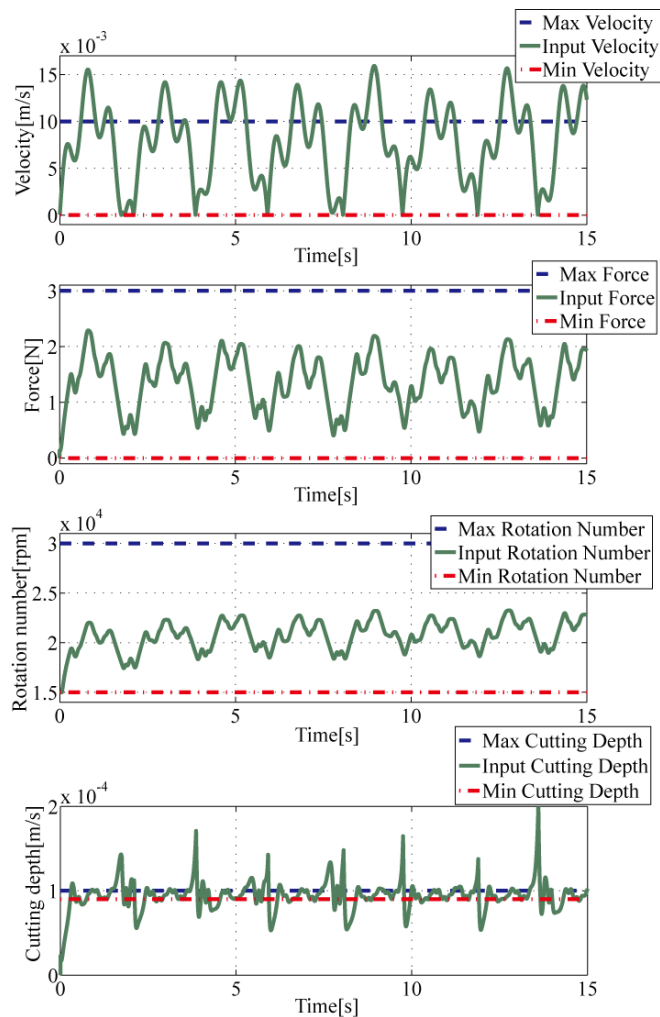 x 10⁻³
Max Velocity
Input Velocity
Min Velocity
Velocity[m/s]
15
10
5
0
0 5 10 15
Time[s]
Max Force
Input Force
Min Force
Force[N]
3
2
1
0
0 5 10 15
Time[s]
x 10⁴
Max Rotation Number
Input Rotation Number
Min Rotation Number
Rotation number[rpm]
3
2.5
2
1.5
0 5 10 15
Time[s]
Max Cutting Depth
Input Cutting Depth
Min Cutting Depth
x 10⁻⁴
Cutting depth[m/s]
2
1
0
0 5 10 15
Time[s]